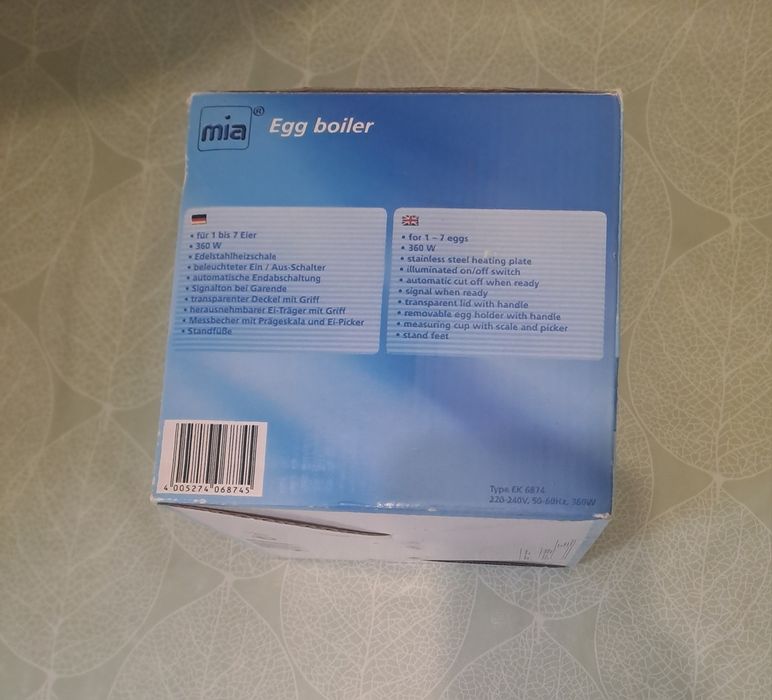 mia® Egg boiler
• für 1 bis 7 Eier
• 360 W
• Edelstahlheizschale
• beleuchteter Ein / Aus-Schalter
• automatische Endabschaltung
• Signalton bei Garende
• transparenter Deckel mit Griff
• herausnehmbarer Ei-Träger mit Griff
• Messbecher mit Prägeskala und Ei-Picker
• Standfüße
• for 1 – 7 eggs
• 360 W
• stainless steel heating plate
• illuminated on/off switch
• automatic cut off when ready
• signal when ready
• transparent lid with handle
• removable egg holder with handle
• measuring cup with scale and picker
• stand feet
4 005274 068745
Type EK 6874
220-240V, 50-60Hz, 360W